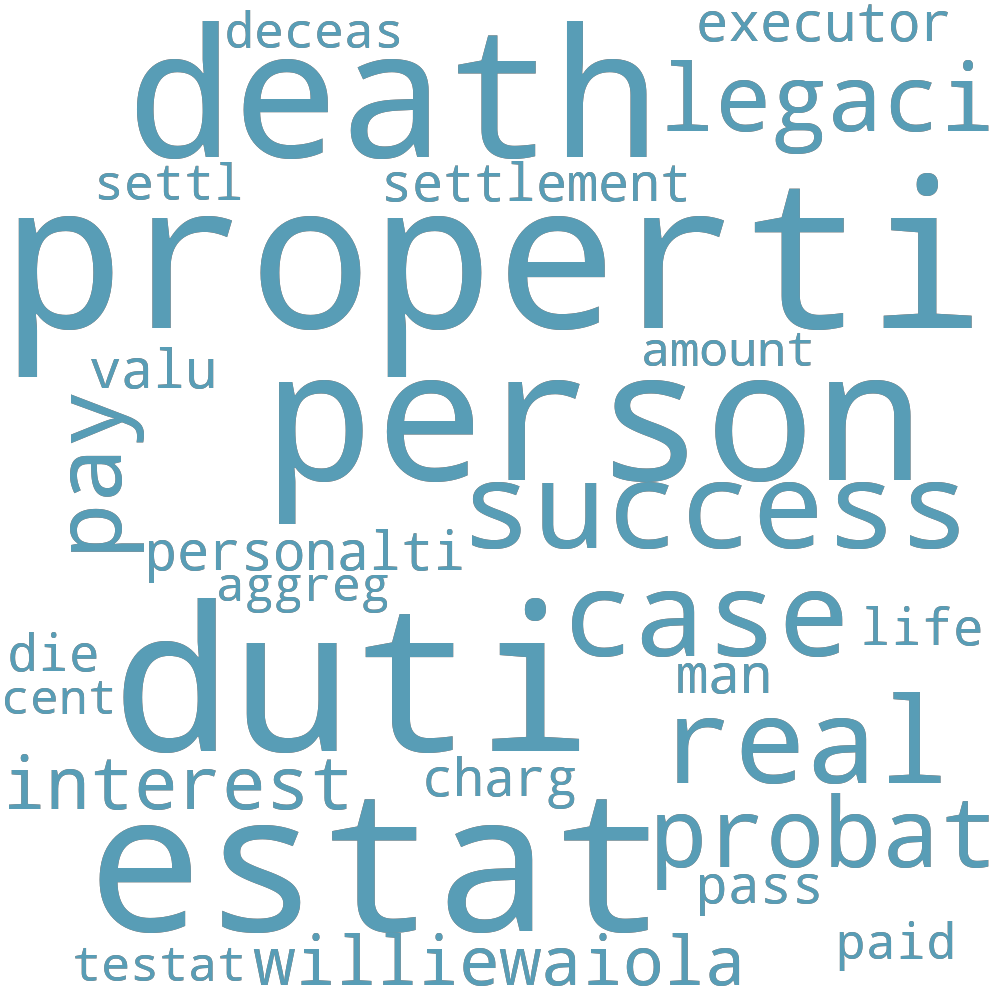 deceas
executor
death
legaci
settl
settlement
properti
amount
valu
person
pay
success
personalti
aggreg
case
duti
life
die
man
cent
real
interest
charg
estat
probat
pass
testat
williewaiola
paid